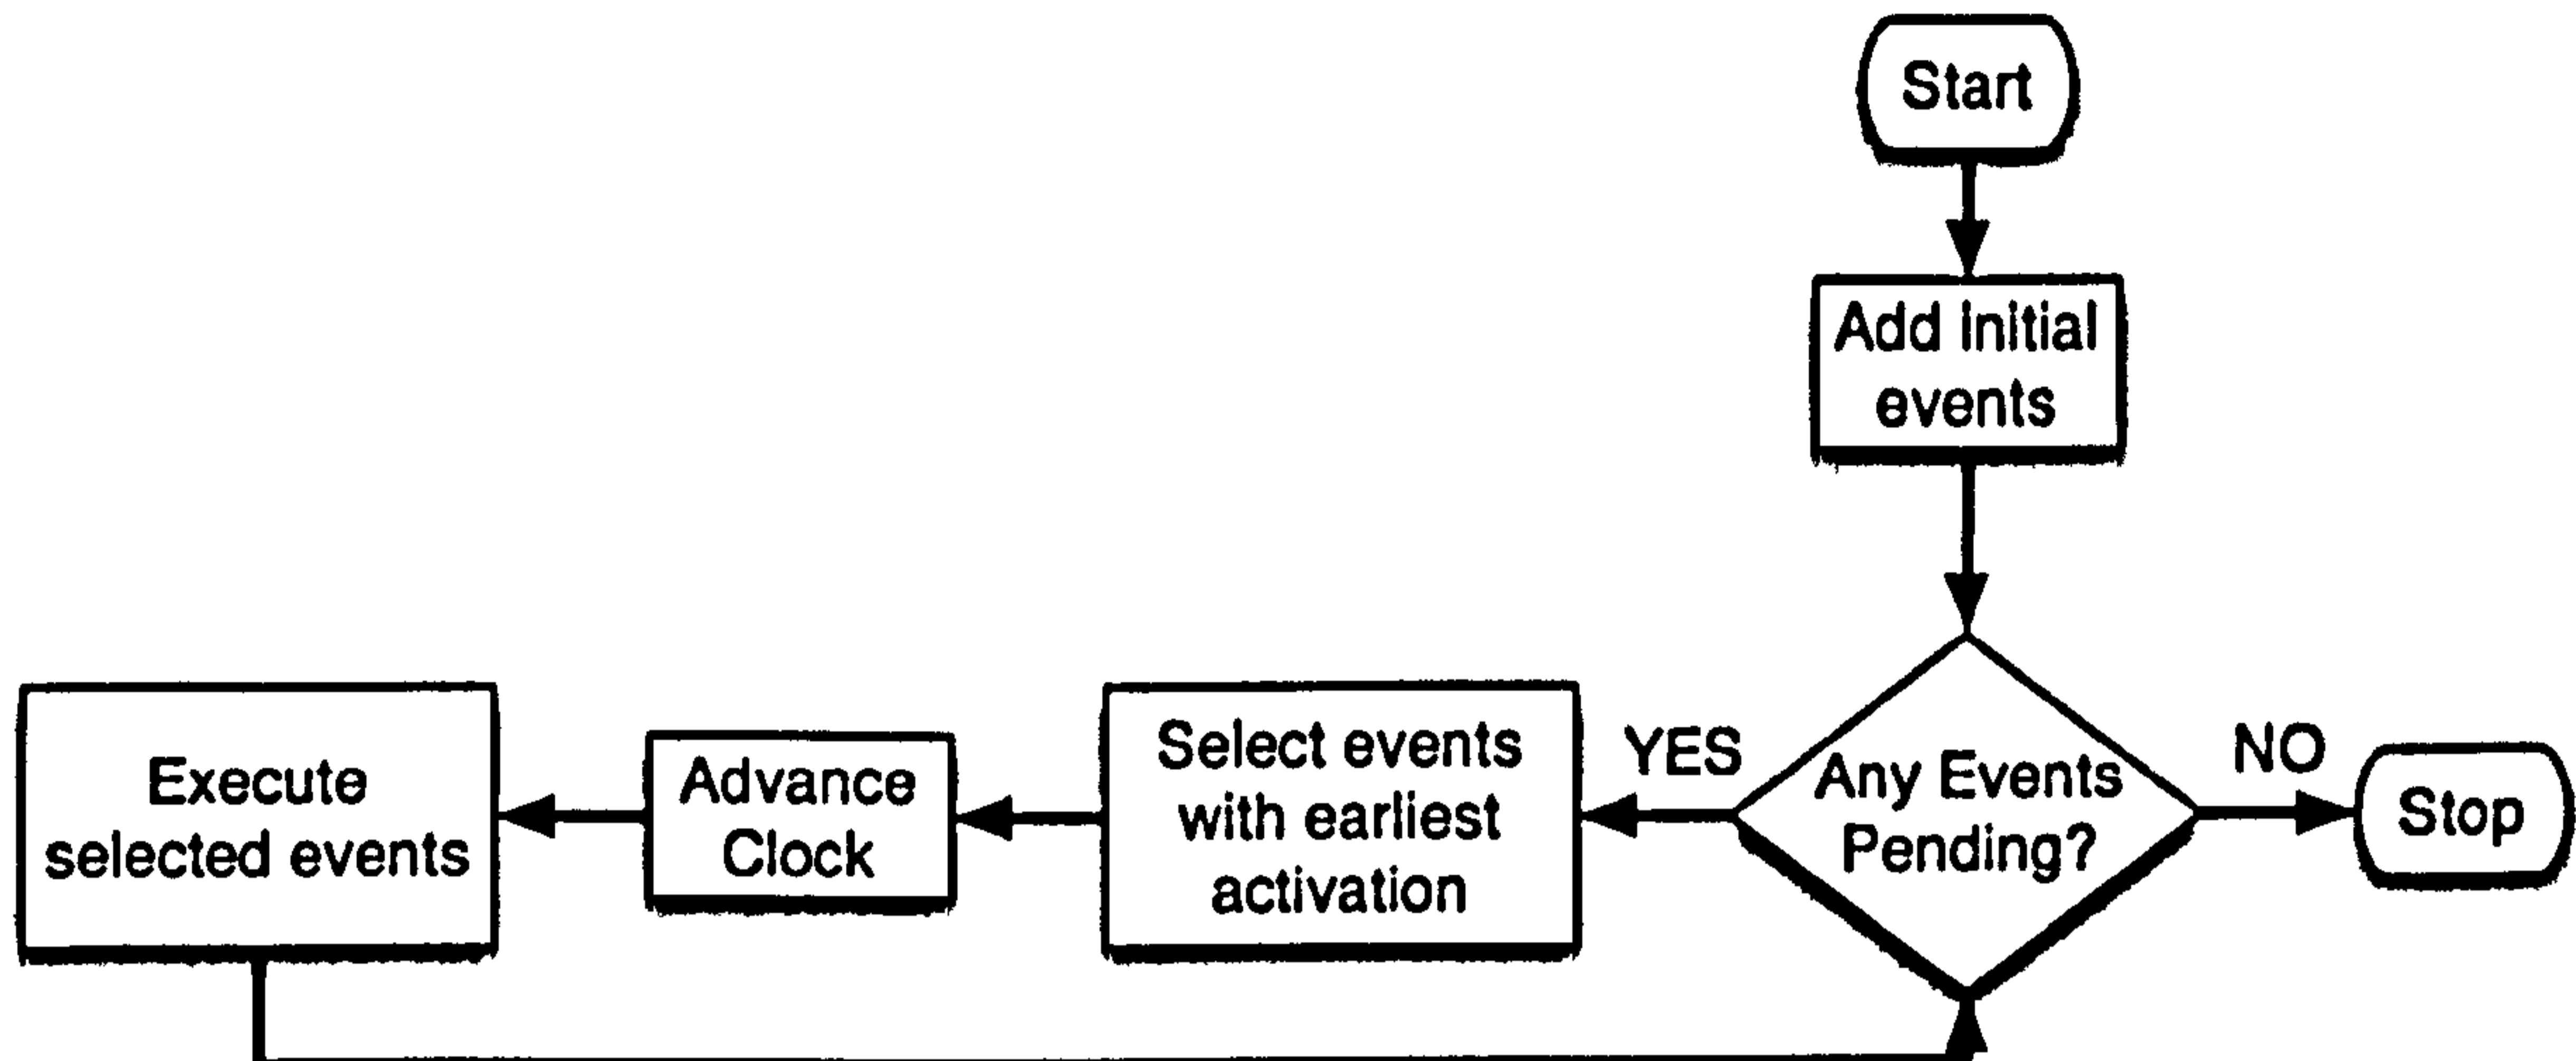 Start
Add initial
events
Any Events
Pending?
YES
NO
Stop
Select events
with earliest
activation
Advance
Clock
Execute
selected events